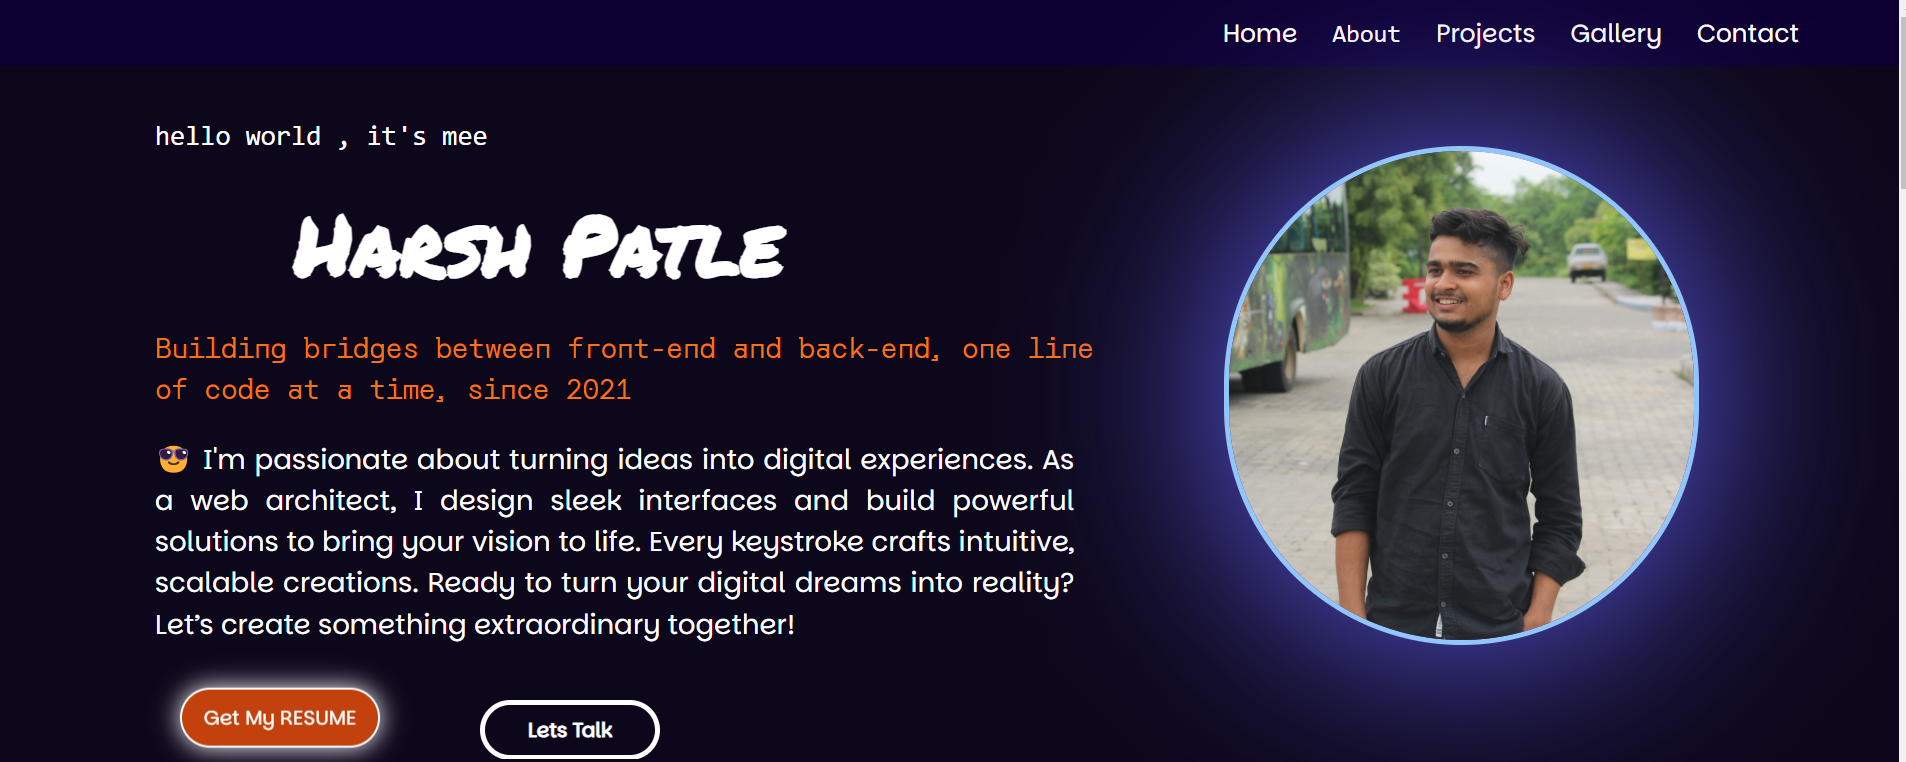 Home About Projects Gallery Contact
hello world , it's mee
Harsh Patle
Building bridges between front-end and back-end, one line
of code at a time, since 2021
😎 I'm passionate about turning ideas into digital experiences. As
a web architect, I design sleek interfaces and build powerful
solutions to bring your vision to life. Every keystroke crafts intuitive,
scalable creations. Ready to turn your digital dreams into reality?
Let’s create something extraordinary together!
Get My RESUME
Lets Talk